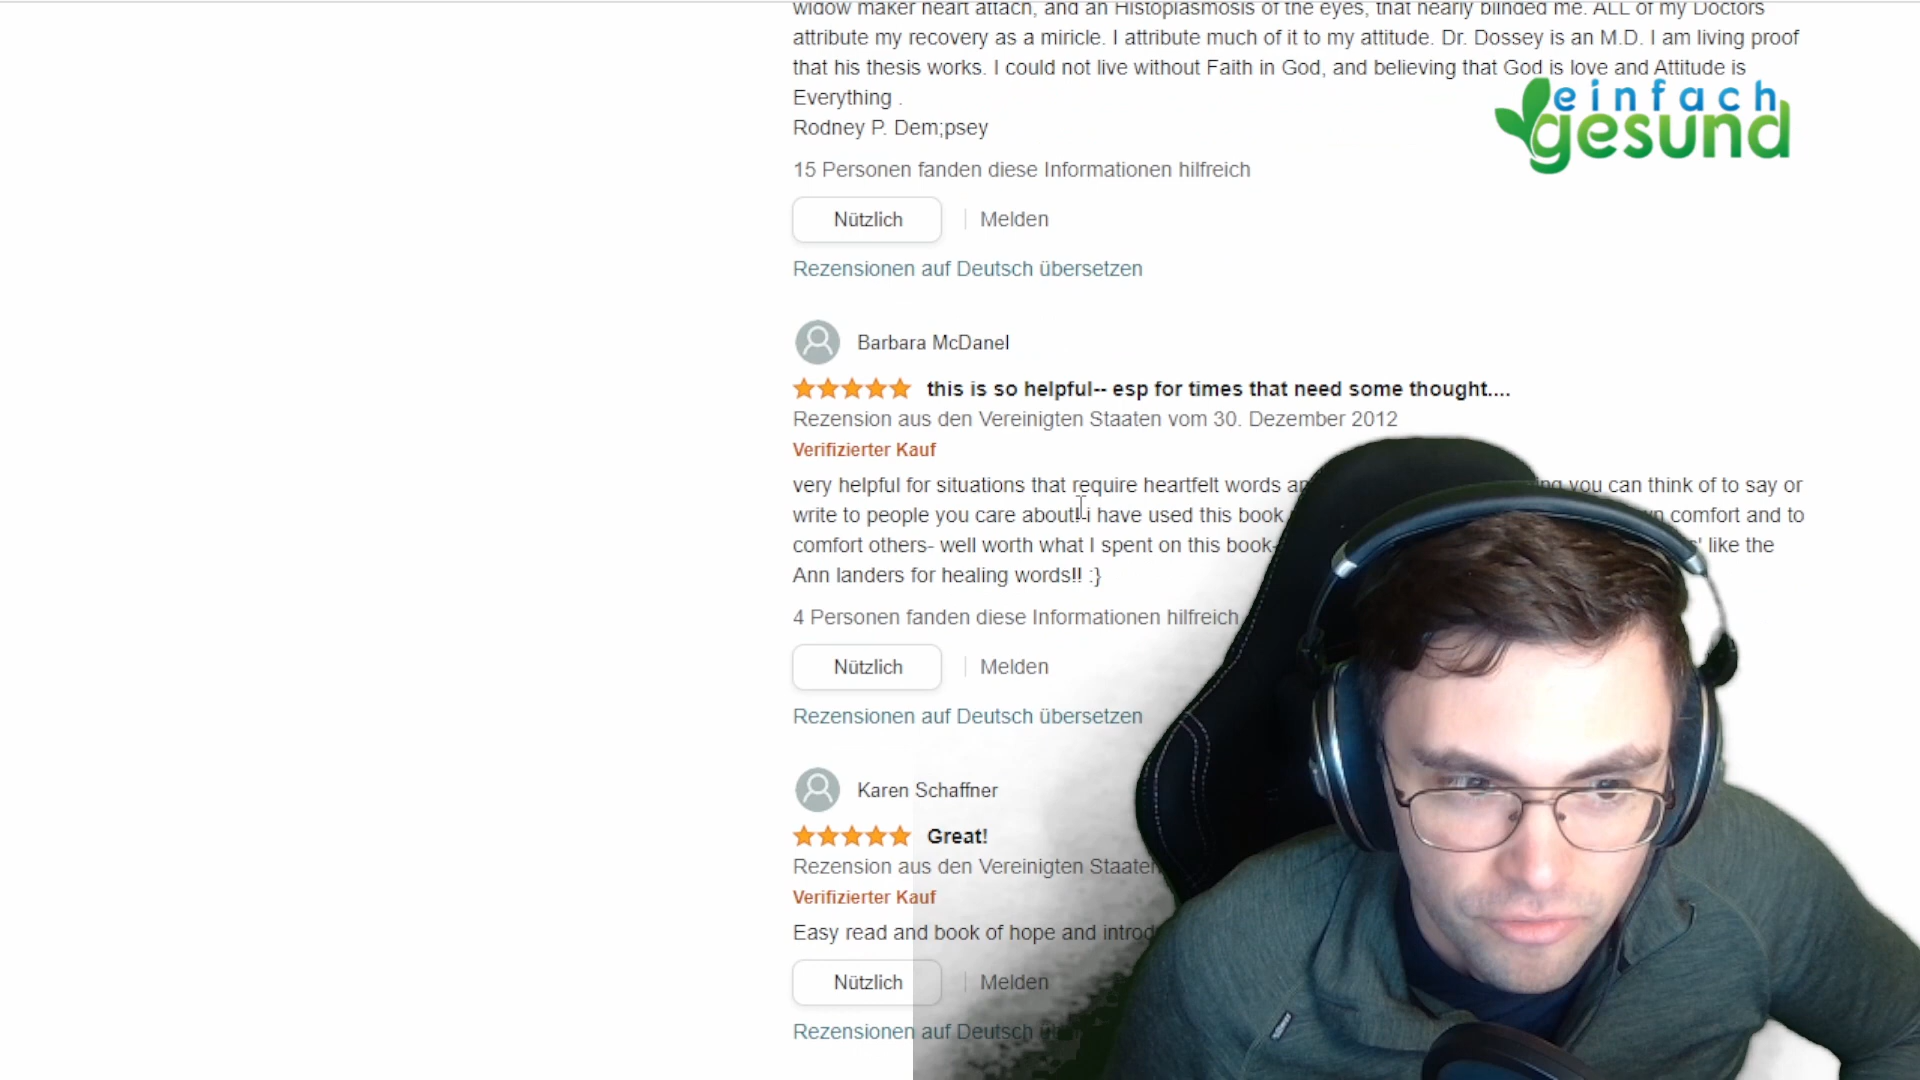 widow maker heart attach, and an Histoplasmosis of the eyes, that nearly blinded me. ALL of my Doctors
attribute my recovery as a miricle. I attribute much of it to my attitude. Dr. Dossey is an M.D. I am living proof
that his thesis works. I could not live without Faith in God, and believing that God is love and Attitude is
Everything .
Rodney P. Dem;psey
einfach
gesund
15 Personen fanden diese Informationen hilfreich
Nützlich
Melden
Rezensionen auf Deutsch übersetzen
Barbara McDanel
this is so helpful-- esp for times that need some thought....
Rezension aus den Vereinigten Staaten vom 30. Dezember 2012
Verifizierter Kauf
very helpful for situations that require heartfelt words you can think of to say or
write to people you care about!i have used this book comfort and to
comfort others- well worth what I spent on this book- like the
Ann landers for healing words!! :}
4 Personen fanden diese Informationen hilfreich
Nützlich
Melden
Rezensionen auf Deutsch übersetzen
Karen Schaffner
Great!
Rezension aus den Vereinigten Staaten
Verifizierter Kauf
Easy read and book of hope and
Nützlich
Melden
Rezensionen auf Deutsch